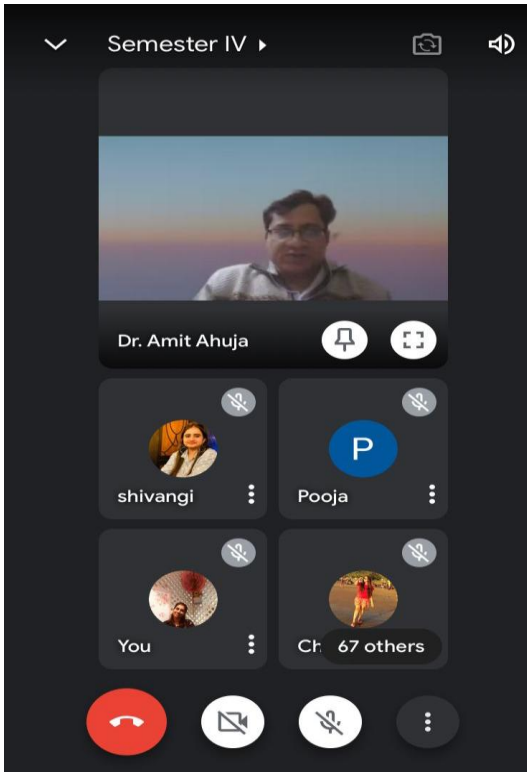 Semester IV
Dr. Amit Ahuja
shivangi
P
Pooja
You
Ch
67 others